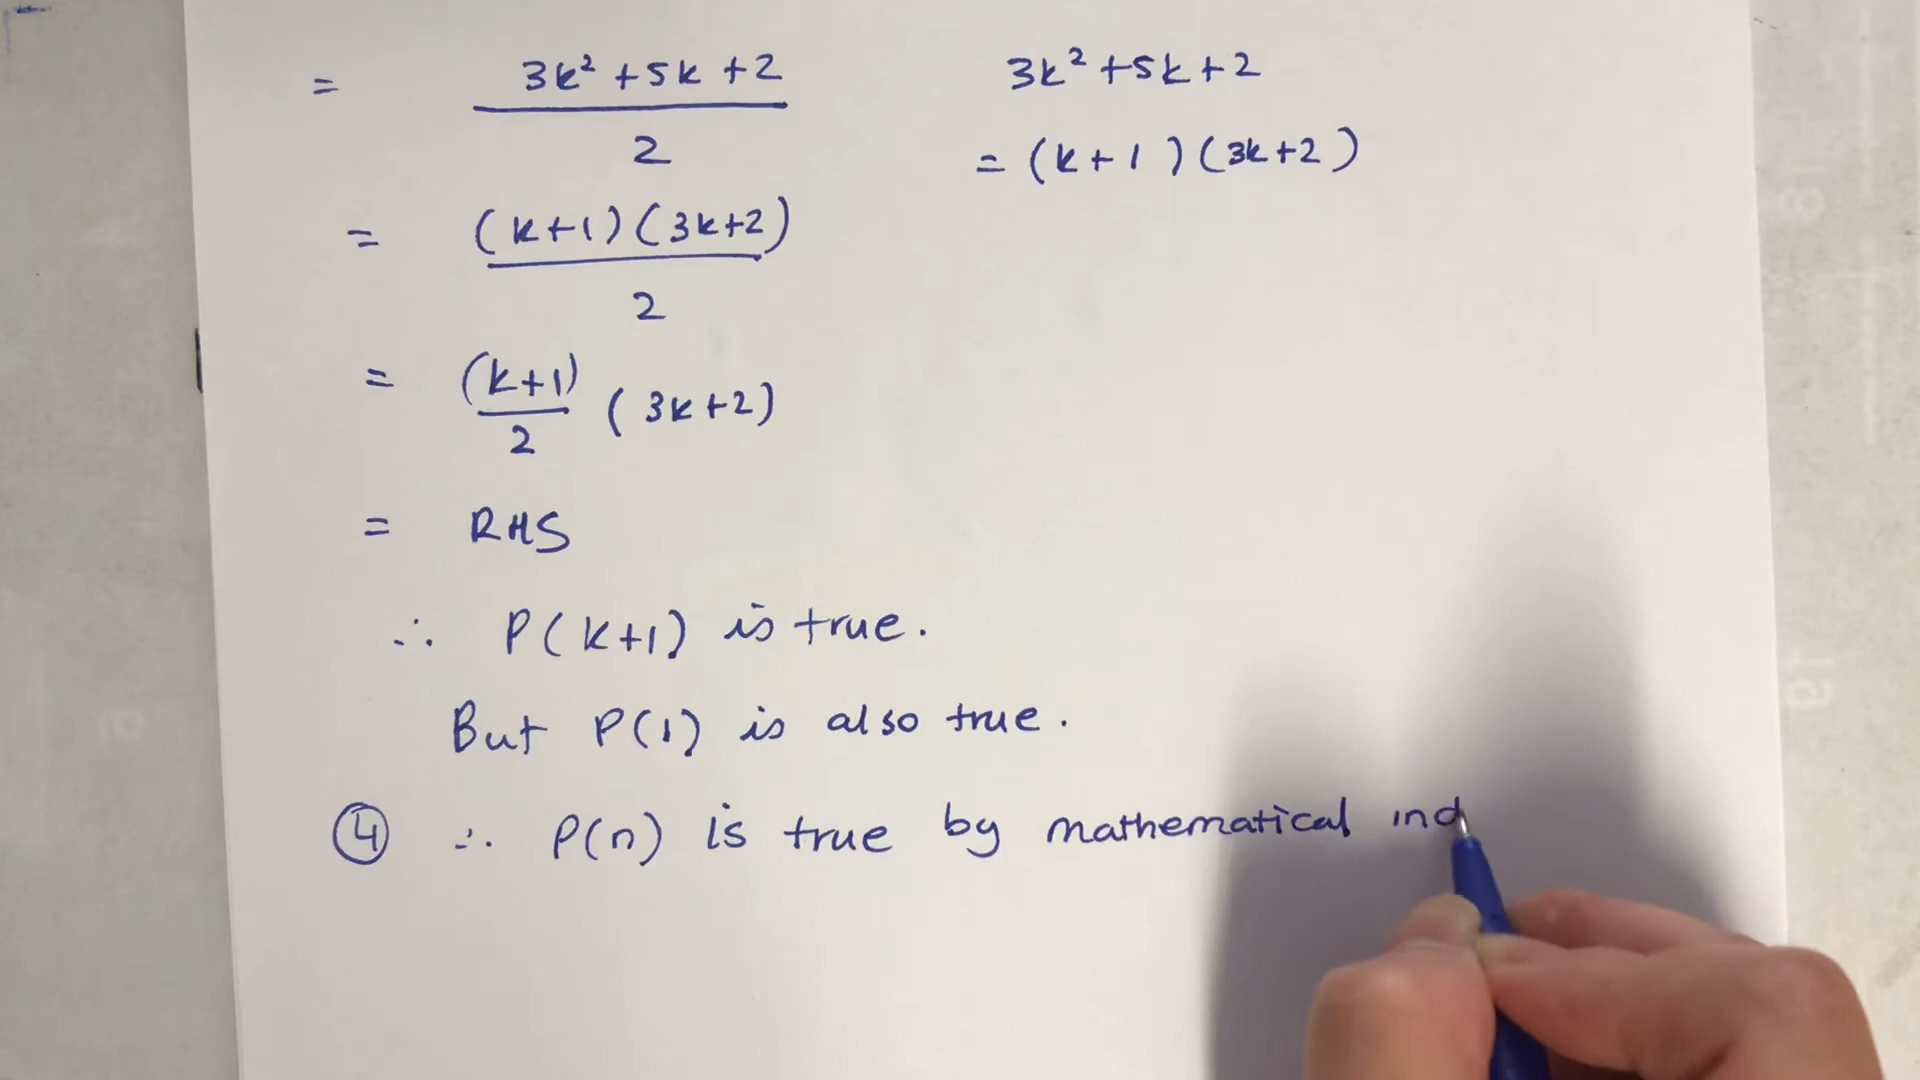 = 3k² + 5k + 2 / 2
3k² + 5k + 2
= (k + 1) (3k + 2)
= (k+1) (3k+2) / 2
= (k+1) / 2 (3k+2)
= RHS
∴ P(k+1) is true.
But P(1) is also true.
④ ∴ P(n) is true by mathematical ind